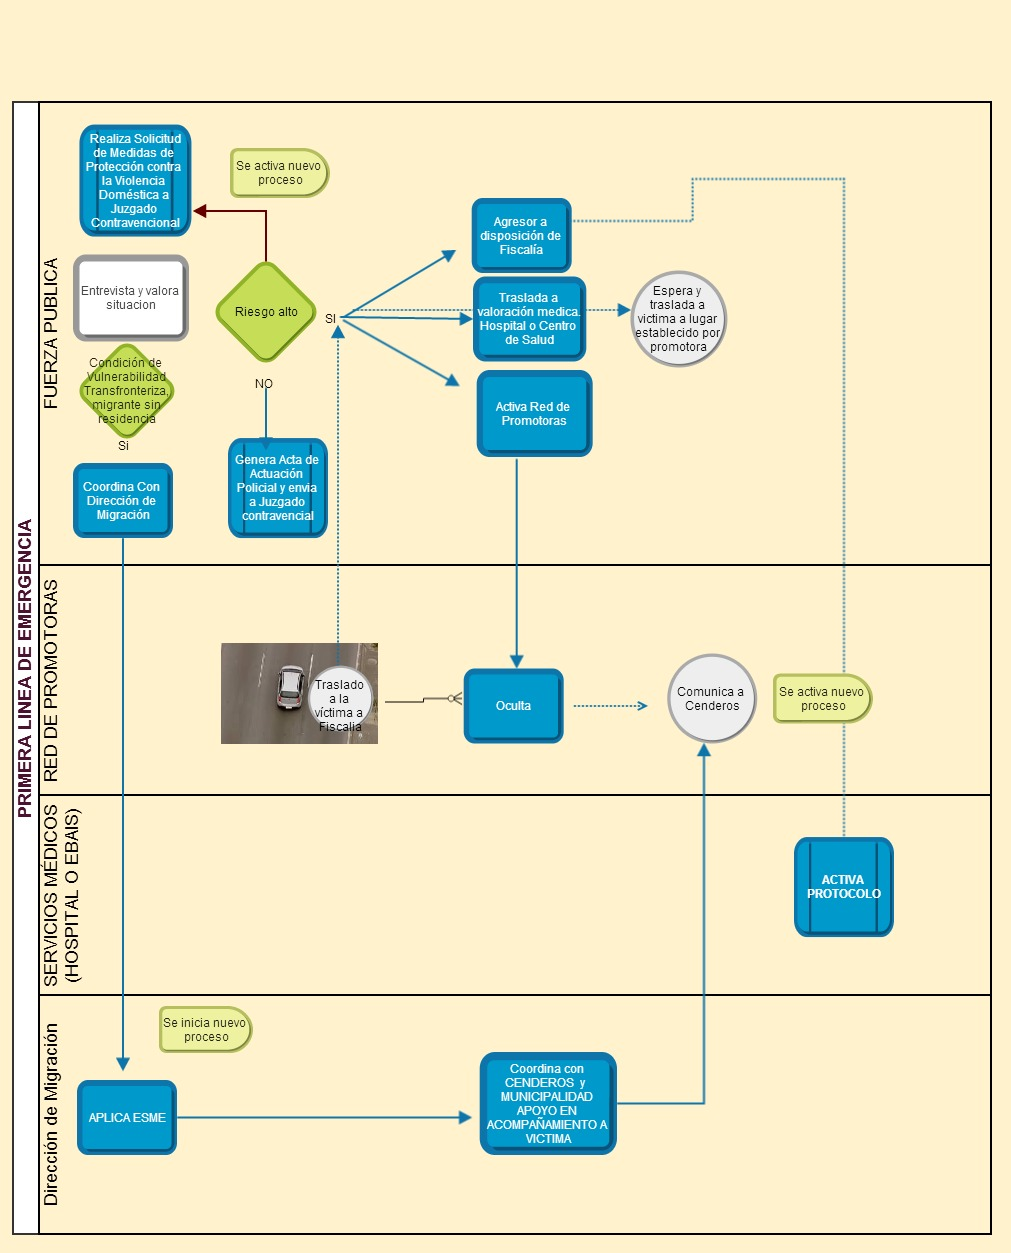 PRIMERA LINEA DE EMERGENCIA
FUERZA PUBLICA
Realiza Solicitud
de Medidas de
Protección contra
la Violencia
Doméstica a
Juzgado
Contravencional
Se activa nuevo
proceso
Entrevista y valora
situacion
Riesgo alto
SI
NO
Condición de
Vulnerabilidad
Transfronteriza,
migrante sin
residencia
Si
Coordina Con
Dirección de
Migración
Genera Acta de
Actuación
Policial y envia
a Juzgado
contravencial
Agresor a
disposición de
Fiscalía
Traslada a
valoración medica.
Hospital o Centro
de Salud
Espera y
traslada a
victima a lugar
establecido por
promotora
Activa Red de
Promotoras
RED DE PROMOTORAS
Traslado
a la
víctima a
Fiscalia
Oculta
Comunica a
Cenderos
Se activa nuevo
proceso
SERVICIOS MÉDICOS
(HOSPITAL O EBAIS)
ACTIVA
PROTOCOLO
Dirección de Migración
Se inicia nuevo
proceso
APLICA ESME
Coordina con
CENDEROS y
MUNICIPALIDAD
APOYO EN
ACOMPAÑAMIENTO A
VICTIMA